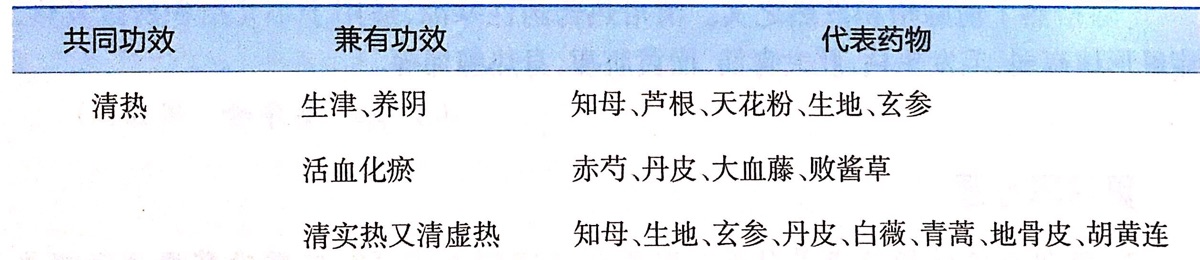 共同功效 兼有功效 代表药物
清热 生津、养阴 知母、芦根、天花粉、生地、玄参
活血化瘀 赤芍、丹皮、大血藤、败酱草
清实热又清虚热 知母、生地、玄参、丹皮、白薇、青蒿、地骨皮、胡黄连